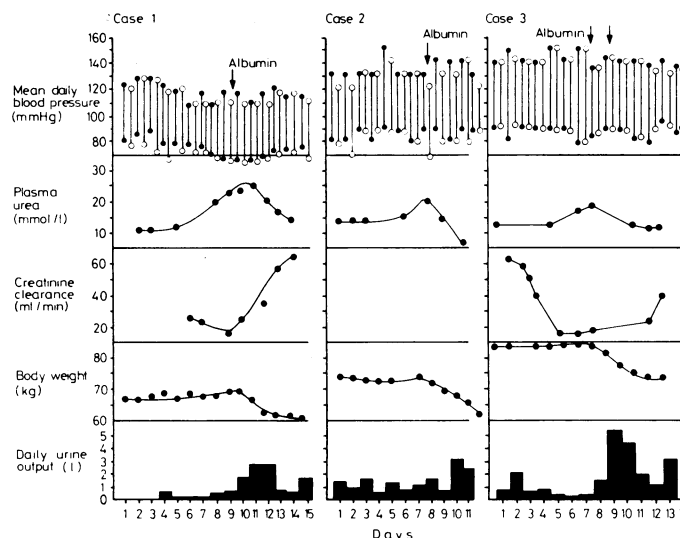 Case 1
Case 2
Case 3
Albumin
Albumin
Albumin
Mean daily
blood pressure
(mmHg)
160
140
120
100
80
Plasma
urea
(mmol/l)
30
20
10
Creatinine
clearance
(ml/min)
60
40
20
Body weight
(kg)
80
70
60
Daily urine
output (l)
5
4
3
2
1
0
1 2 3 4 5 6 7 8 9 10 11 12 13 14 15
1 2 3 4 5 6 7 8 9 10 11
1 2 3 4 5 6 7 8 9 10 11 12 13
Days